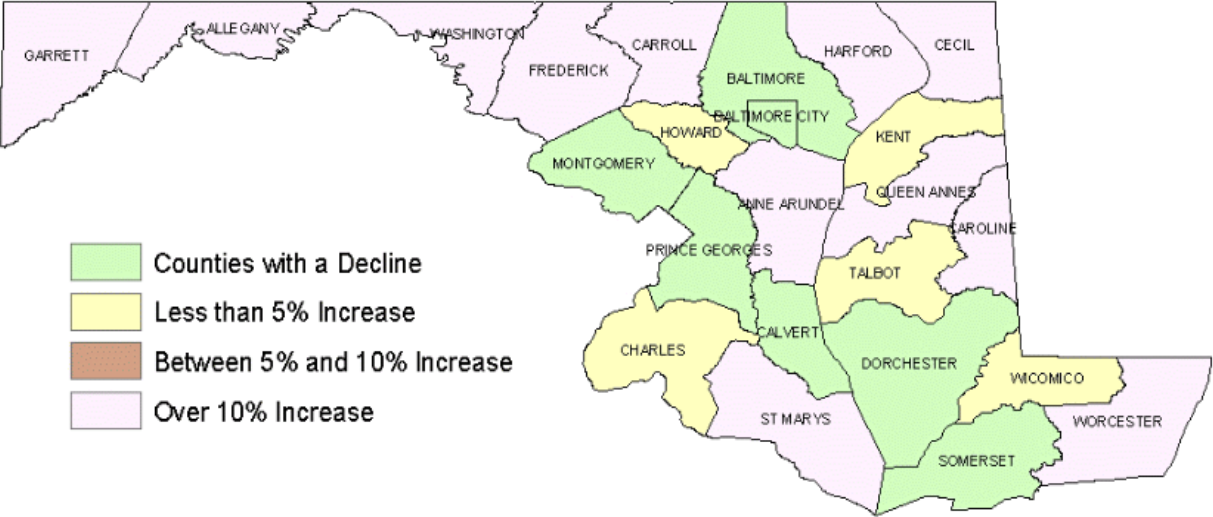 GARRETT
ALLEGANY
WASHINGTON
FREDERICK
CARROLL
BALTIMORE
HARFORD
CECIL
BALTIMORE CITY
HOWARD
KENT
MONTGOMERY
QUEEN ANNES
ANNE ARUNDEL
CAROLINE
PRINCE GEORGES
TALBOT
Counties with a Decline
Less than 5% Increase
Between 5% and 10% Increase
Over 10% Increase
CALVERT
CHARLES
DORCHESTER
WICOMICO
ST MARYS
WORCESTER
SOMERSET